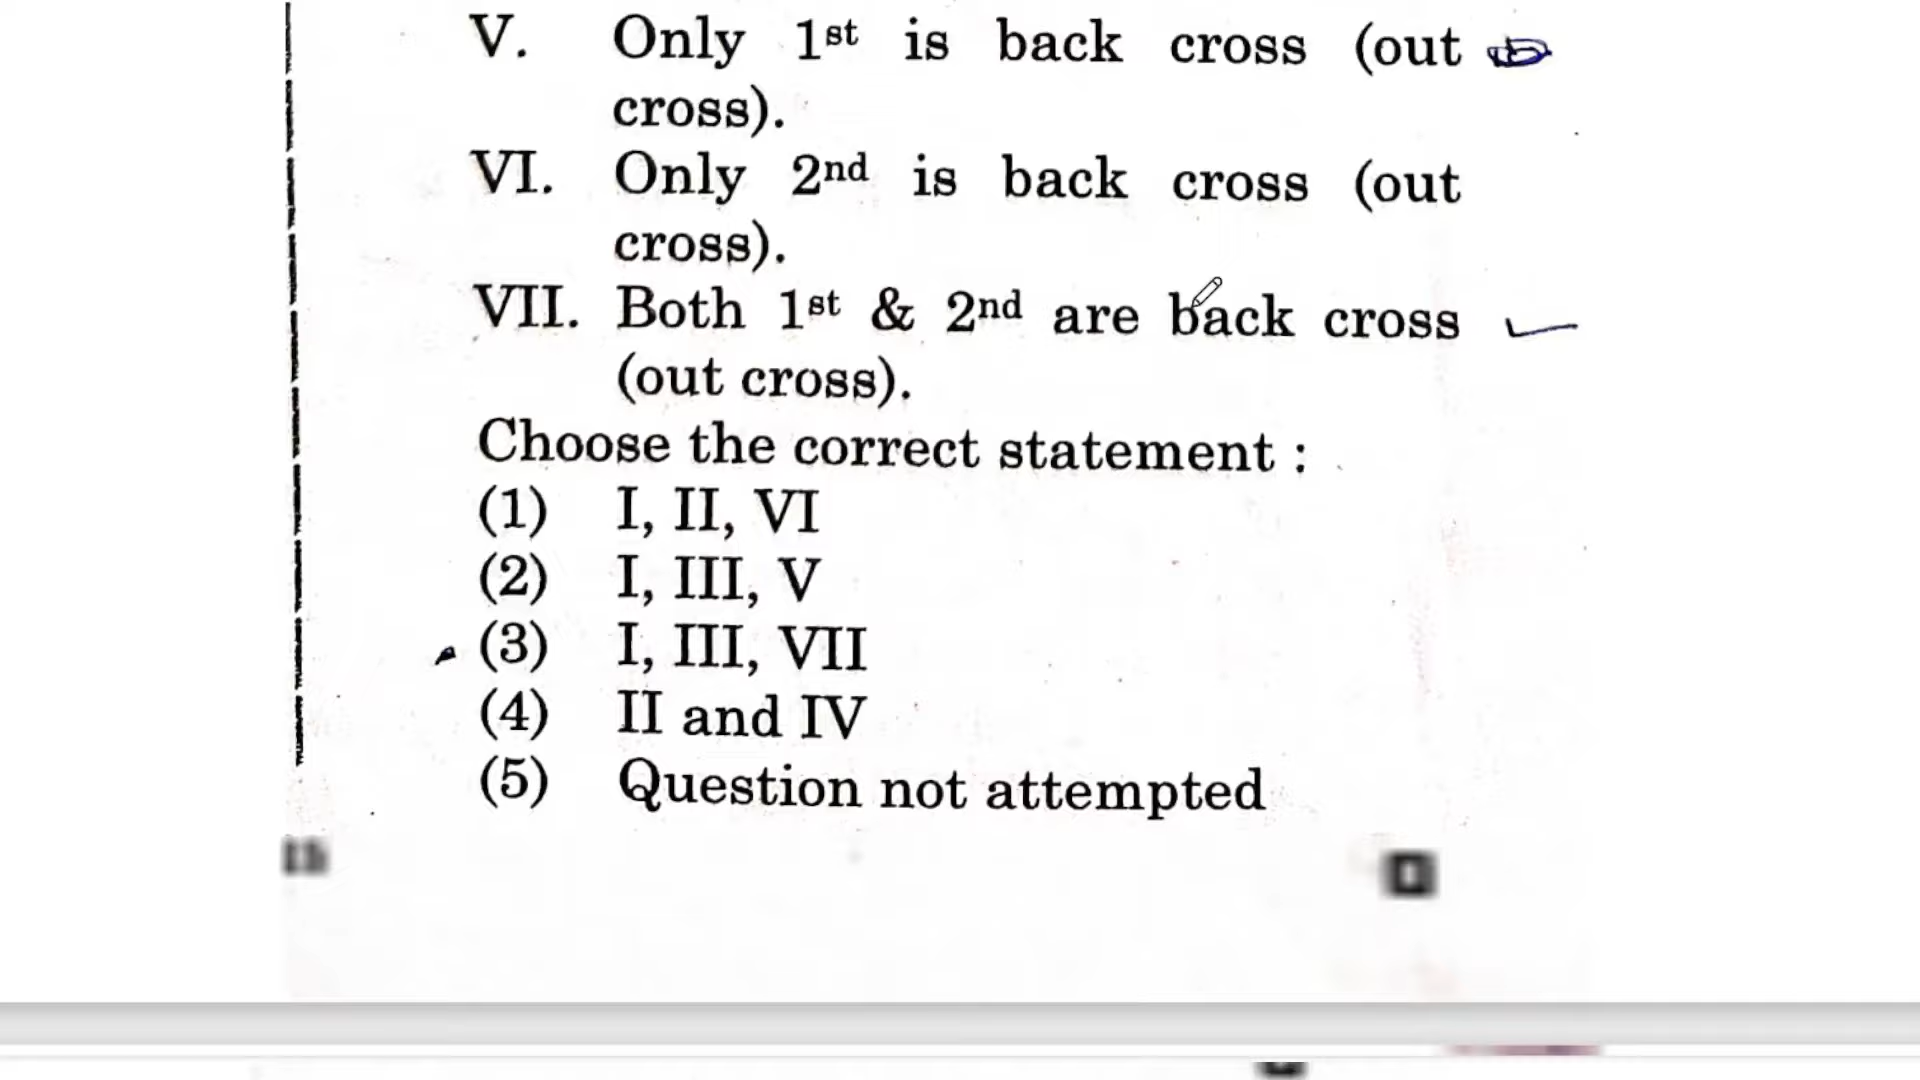 V. Only 1st is back cross (out
cross).
VI. Only 2nd is back cross (out
cross).
VII. Both 1st & 2nd are back cross
(out cross).
Choose the correct statement :
(1) I, II, VI
(2) I, III, V
(3) I, III, VII
(4) II and IV
(5) Question not attempted